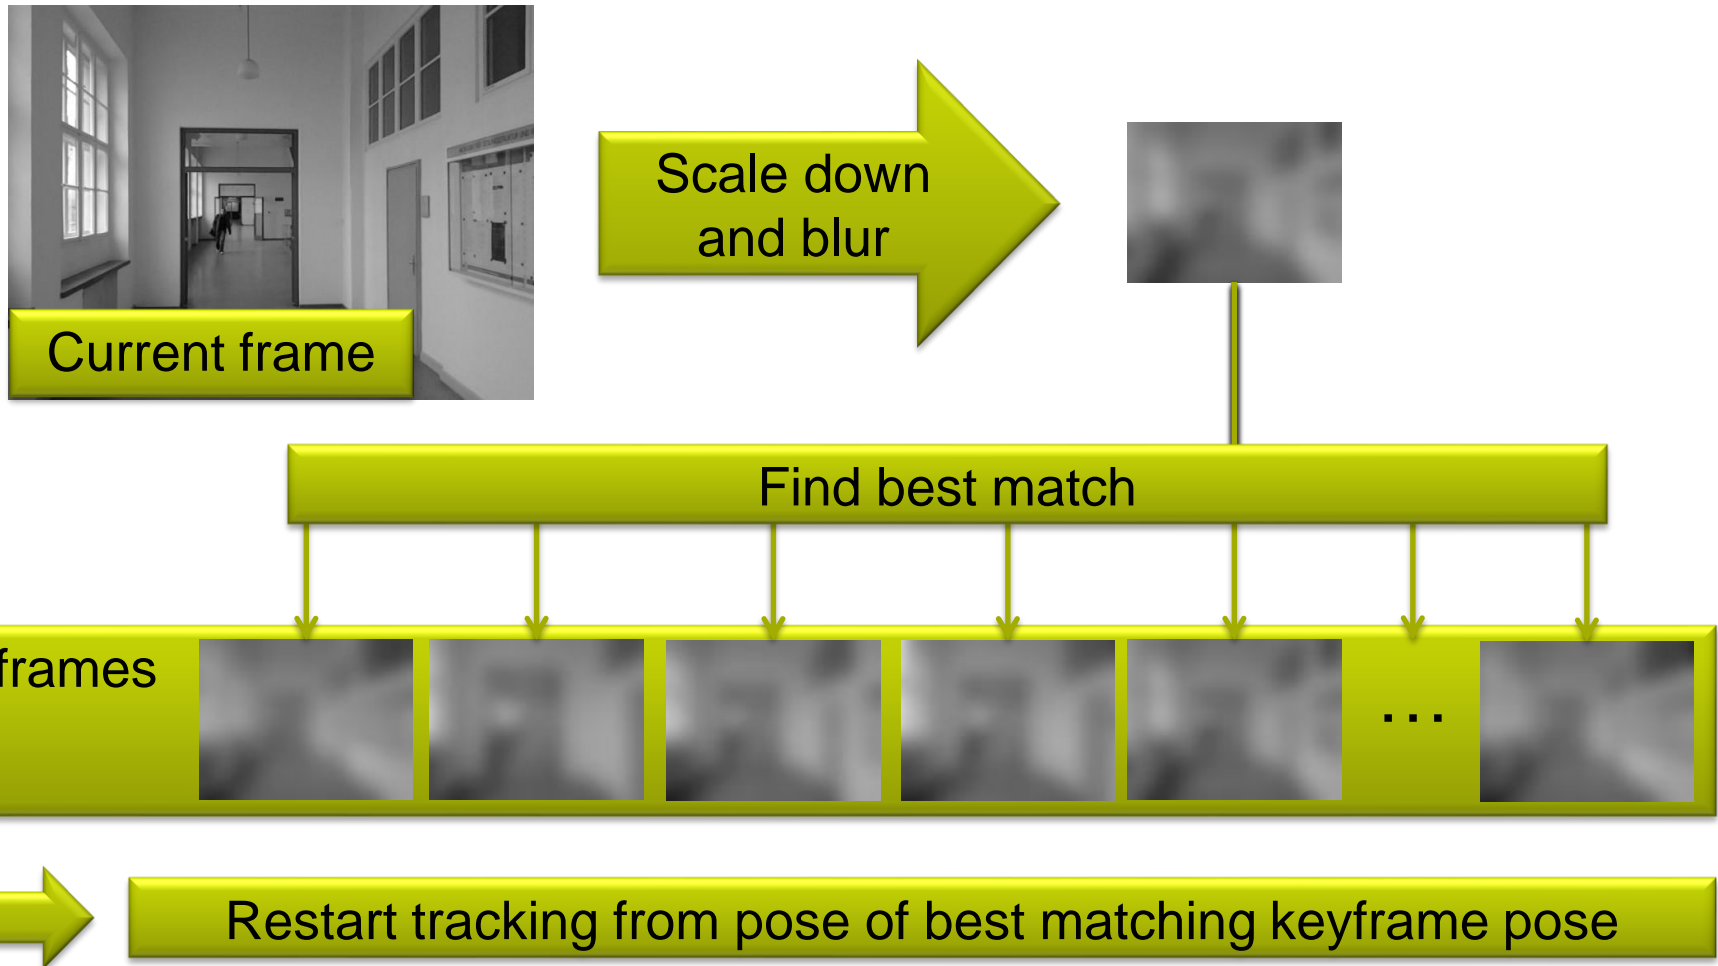 Scale down
and blur
Current frame
Find best match
frames
...
Restart tracking from pose of best matching keyframe pose